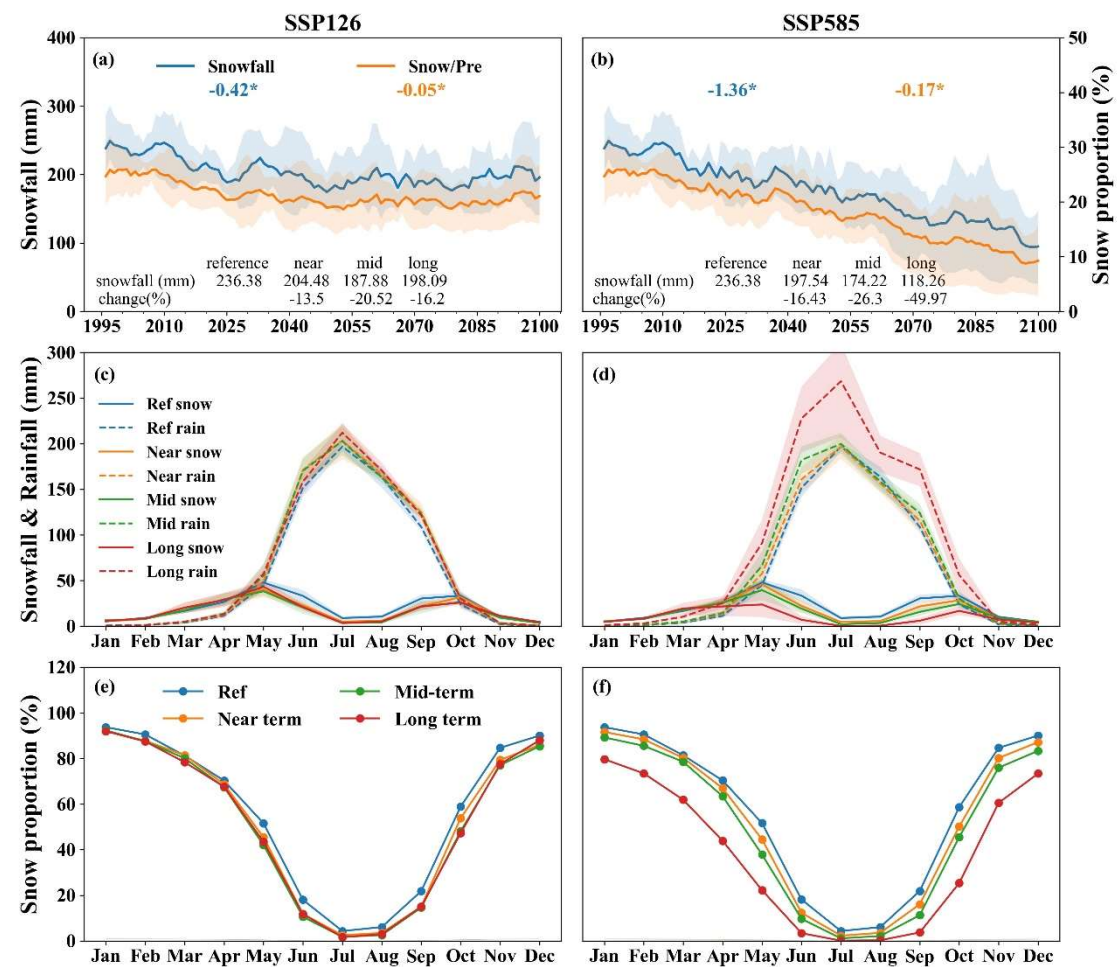 SSP126
SSP585
(a)
Snowfall
Snow/Pre
-0.42*
-0.05*
Snowfall (mm)
400
300
200
100
0
reference near mid long
snowfall (mm) 236.38 204.48 187.88 198.09
change(%) -13.5 -20.52 -16.2
1995 2010 2025 2040 2055 2070 2085 2100
(b)
-1.36*
-0.17*
Snow proportion (%)
50
40
30
20
10
0
reference near mid long
snowfall (mm) 236.38 197.54 174.22 118.26
change(%) -16.43 -26.3 -49.97
1995 2010 2025 2040 2055 2070 2085 2100
Snowfall & Rainfall (mm)
300
250
200
150
100
50
0
(c)
Ref snow
Ref rain
Near snow
Near rain
Mid snow
Mid rain
Long snow
Long rain
Jan Feb Mar Apr May Jun Jul Aug Sep Oct Nov Dec
(d)
Jan Feb Mar Apr May Jun Jul Aug Sep Oct Nov Dec
Snow proportion (%)
120
100
80
60
40
20
0
(e)
Ref
Near term
Mid-term
Long term
Jan Feb Mar Apr May Jun Jul Aug Sep Oct Nov Dec
(f)
Jan Feb Mar Apr May Jun Jul Aug Sep Oct Nov Dec